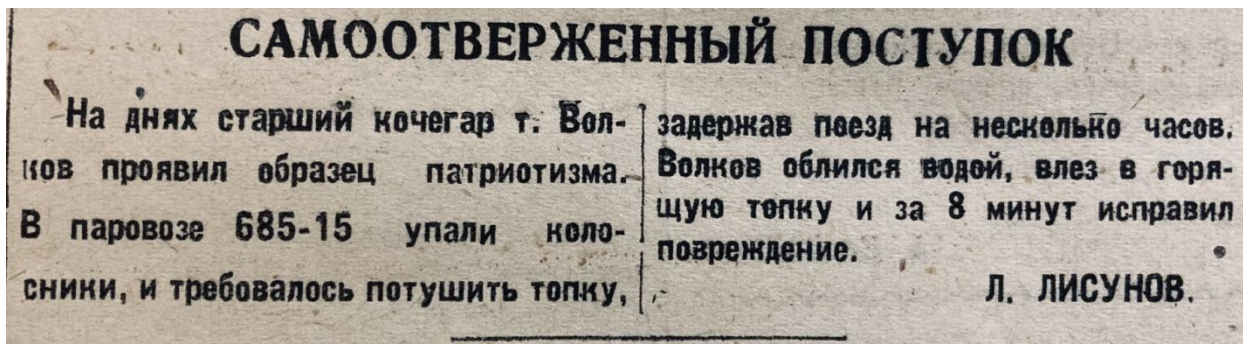 САМООТВЕРЖЕННЫЙ ПОСТУПОК
На днях старший кочегар т. Вол-
ков проявил образец патриотизма.
В паровозе 685-15 упали коло-
сники, и требовалось потушить топку,
задержав поезд на несколько часов.
Волков облился водой, влез в горя-
щую топку и за 8 минут исправил
повреждение.
Л. ЛИСУНОВ.